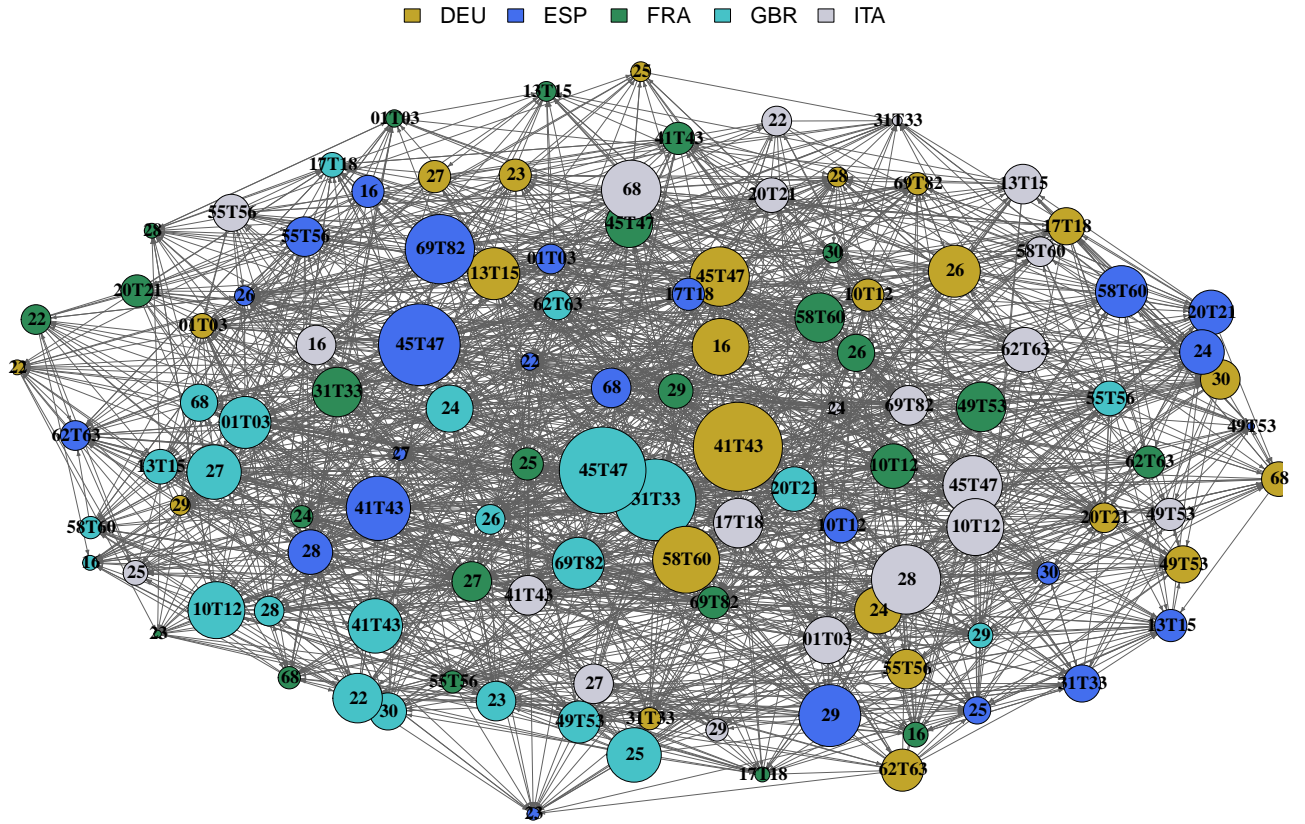 DEU ESP FRA GBR ITA
25
13T15
01T03
22
31T33
41T43
17T18
27
23
28
69T82
16
68
20T21
13T15
55T56
45T47
17T18
28
55T56
69T82
01T03
30
58T60
13T15
45T47
26
20T21
26
17T18
10T12
58T60
62T63
20T21
22
01T03
58T60
16
45T47
16
26
62T63
24
22
22
31T33
68
29
30
68
01T03
24
24
69T82
49T53
55T56
49T53
62T63
27
41T43
13T15
27
25
45T47
10T12
62T63
68
45T47
29
41T43
31T33
20T21
58T60
24
26
17T18
10T12
20T21
49T53
10T12
16
28
58T60
69T82
49T53
25
27
28
30
10T12
28
41T43
41T43
69T82
24
13T15
23
01T03
29
68
55T56
27
55T56
31T33
22
30
23
49T53
31T33
29
29
25
16
25
17T18
62T63
23